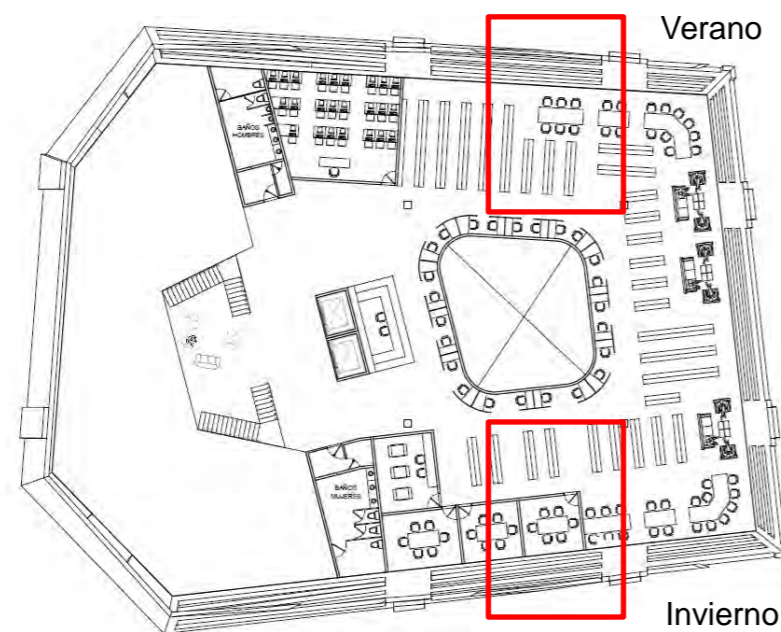 Verano
BAÑOS
HOMBRES
BAÑOS
MUJERES
Invierno